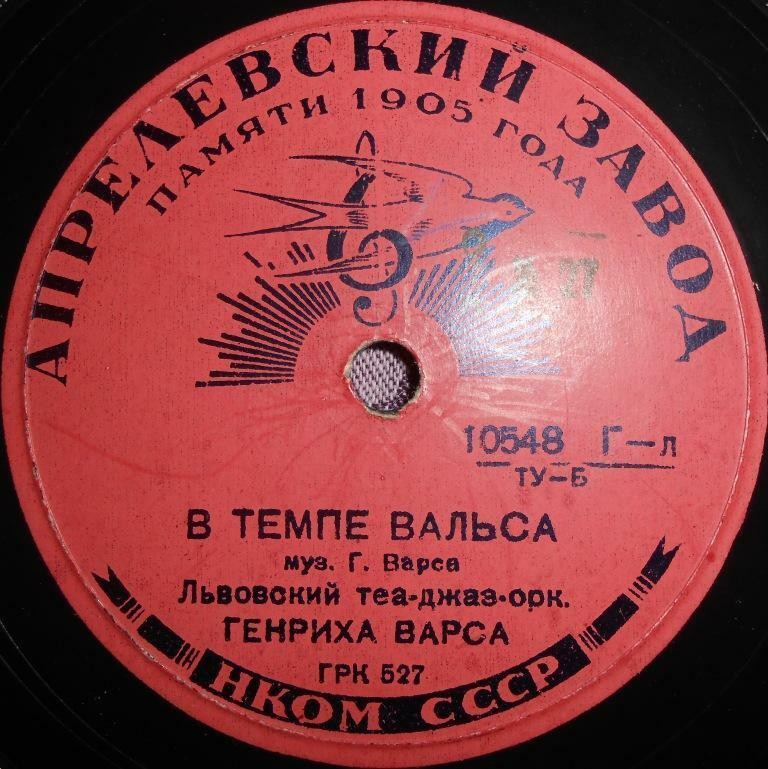 АПРЕЛЕВСКИЙ ЗАВОД
ПАМЯТИ 1905 ГОДА
27
10548 Г—л
ТУ—Б
В ТЕМПЕ ВАЛЬСА
муз. Г. Варса
Львовский теа-джаз-орк.
ГЕНРИХА ВАРСА
ГРК 527
НКОМ СССР